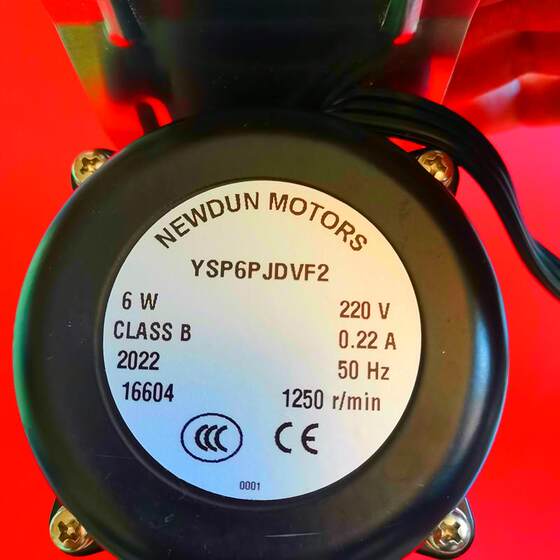 NEWDUN MOTORS
YSP6PJDVF2
6 W 220 V
CLASS B 0.22 A
2022 50 Hz
16604 1250 r/min
CCC CE
0001